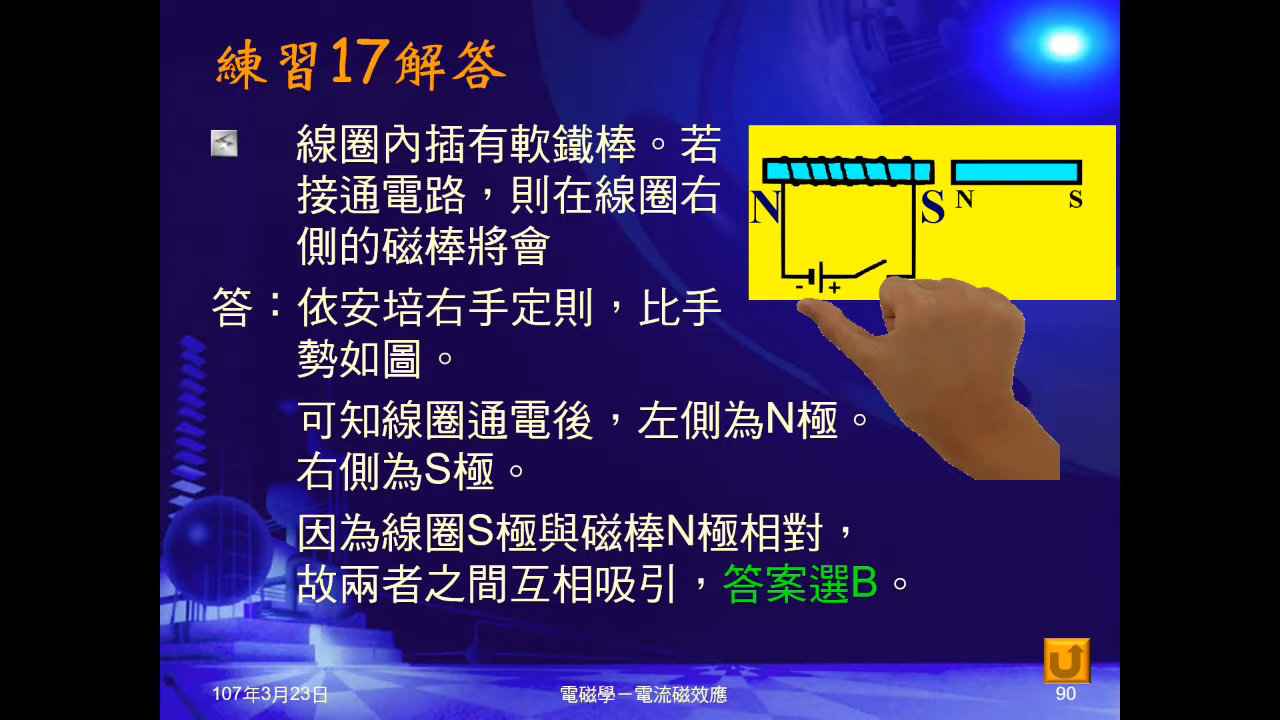 練習17解答
線圈內插有軟鐵棒。若
接通電路，則在線圈右
側的磁棒將會
N
S
N
S
-
+
答：依安培右手定則，比手
勢如圖。
可知線圈通電後，左側為N極。
右側為S極。
因為線圈S極與磁棒N極相對，
故兩者之間互相吸引，答案選B。
107年3月23日
電磁學－電流磁效應
90